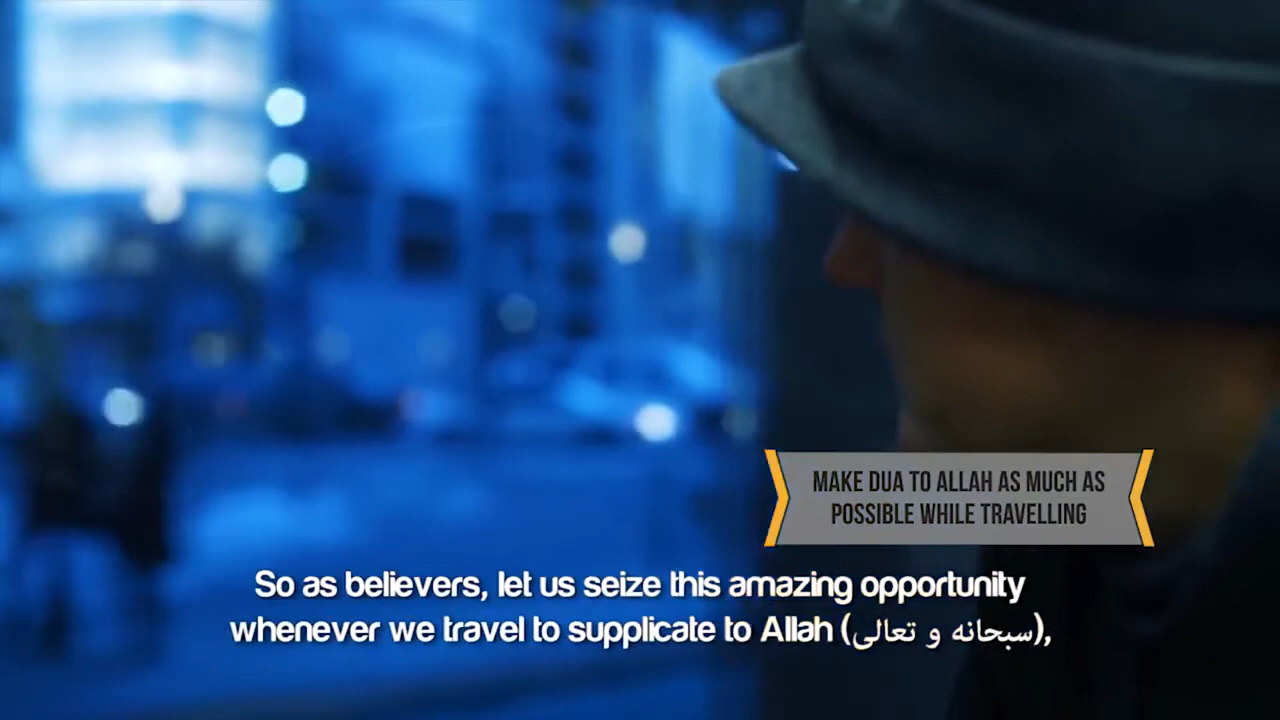 MAKE DUA TO ALLAH AS MUCH AS
POSSIBLE WHILE TRAVELLING
So as believers, let us seize this amazing opportunity
whenever we travel to supplicate to Allah (سبحانه و تعالى),